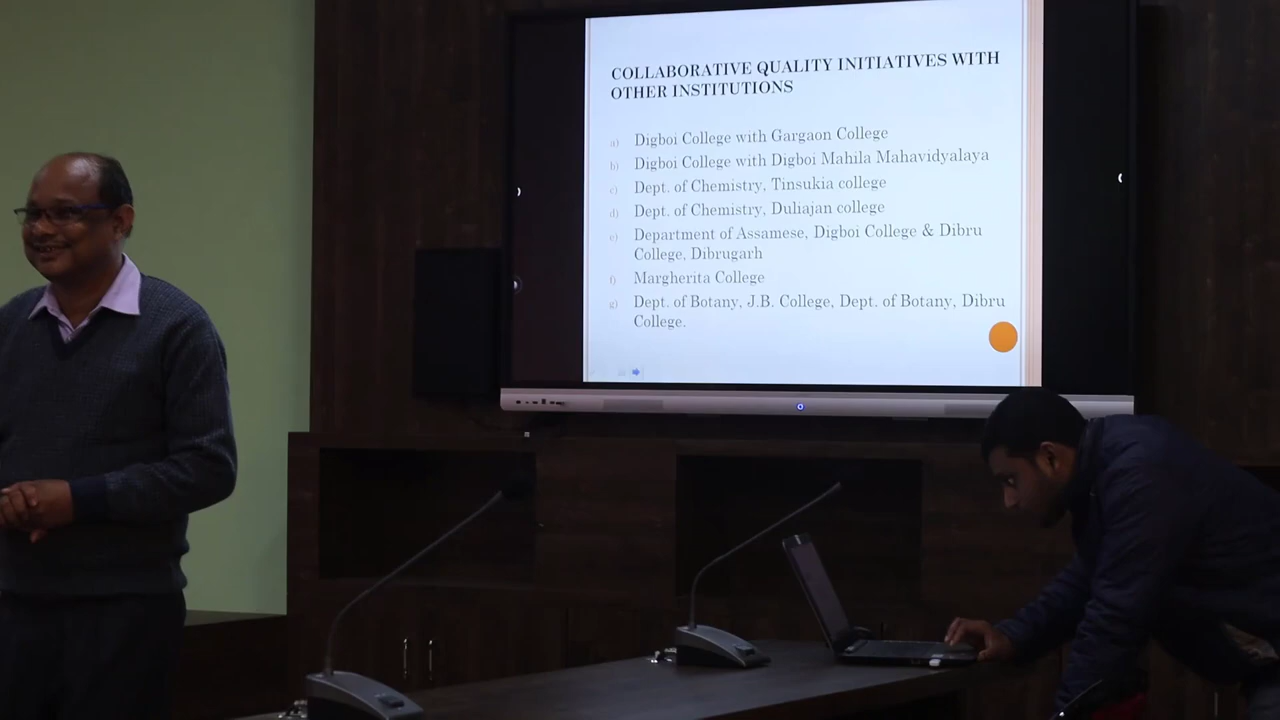 COLLABORATIVE QUALITY INITIATIVES WITH
OTHER INSTITUTIONS
a) Digboi College with Gargaon College
b) Digboi College with Digboi Mahila Mahavidyalaya
c) Dept. of Chemistry, Tinsukia college
d) Dept. of Chemistry, Duliajan college
e) Department of Assamese, Digboi College & Dibru
College, Dibrugarh
f) Margherita College
g) Dept. of Botany, J.B. College, Dept. of Botany, Dibru
College.